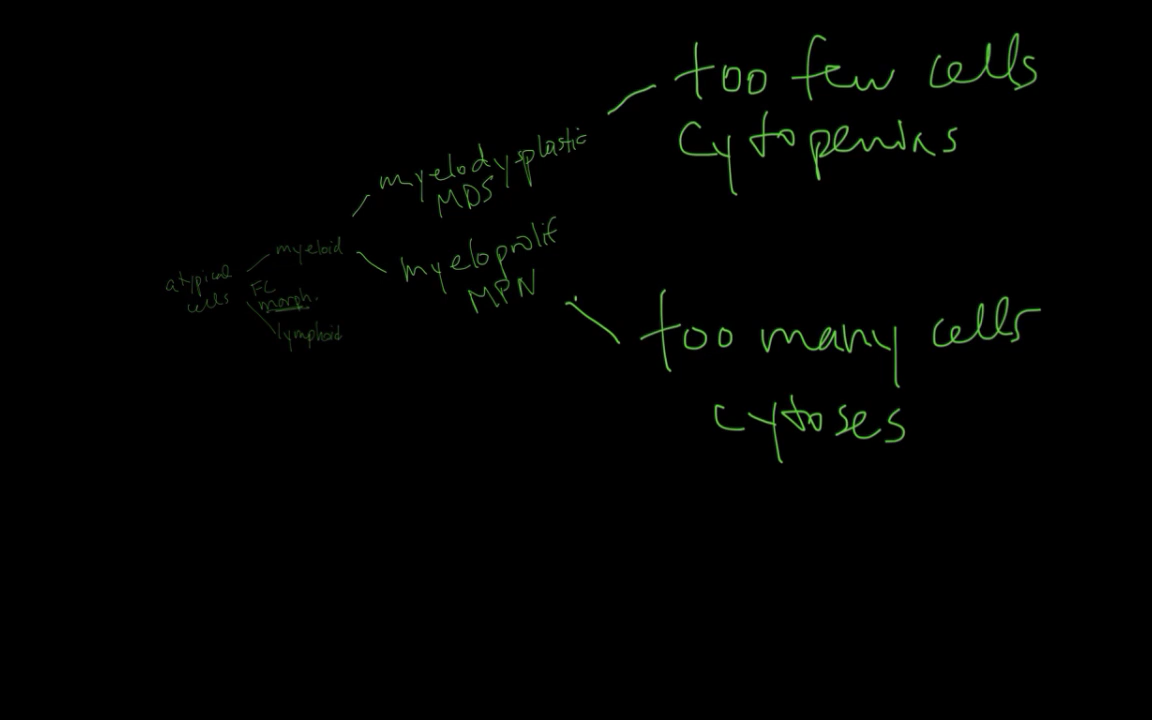 too few cells
cytopenias
myelodysplastic
MDS
myeloid
myeloprolif
MPN
atypical
cells
FC
morph.
lymphoid
too many cells
cytoses